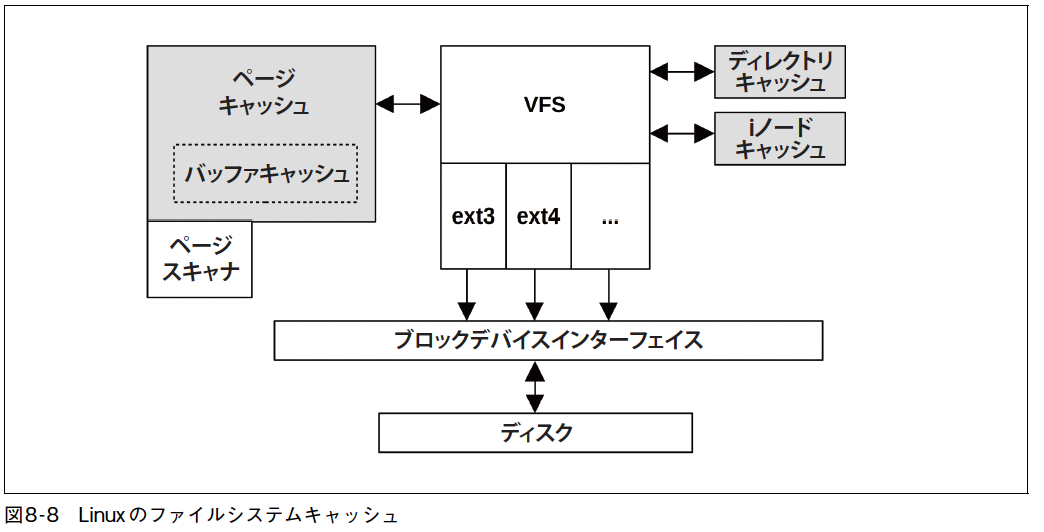 ページ
キャッシュ
バッファキャッシュ
ページ
スキャナ
VFS
ext3
ext4
...
ディレクトリ
キャッシュ
iノード
キャッシュ
ブロックデバイスインターフェイス
ディスク
図8-8 Linuxのファイルシステムキャッシュ